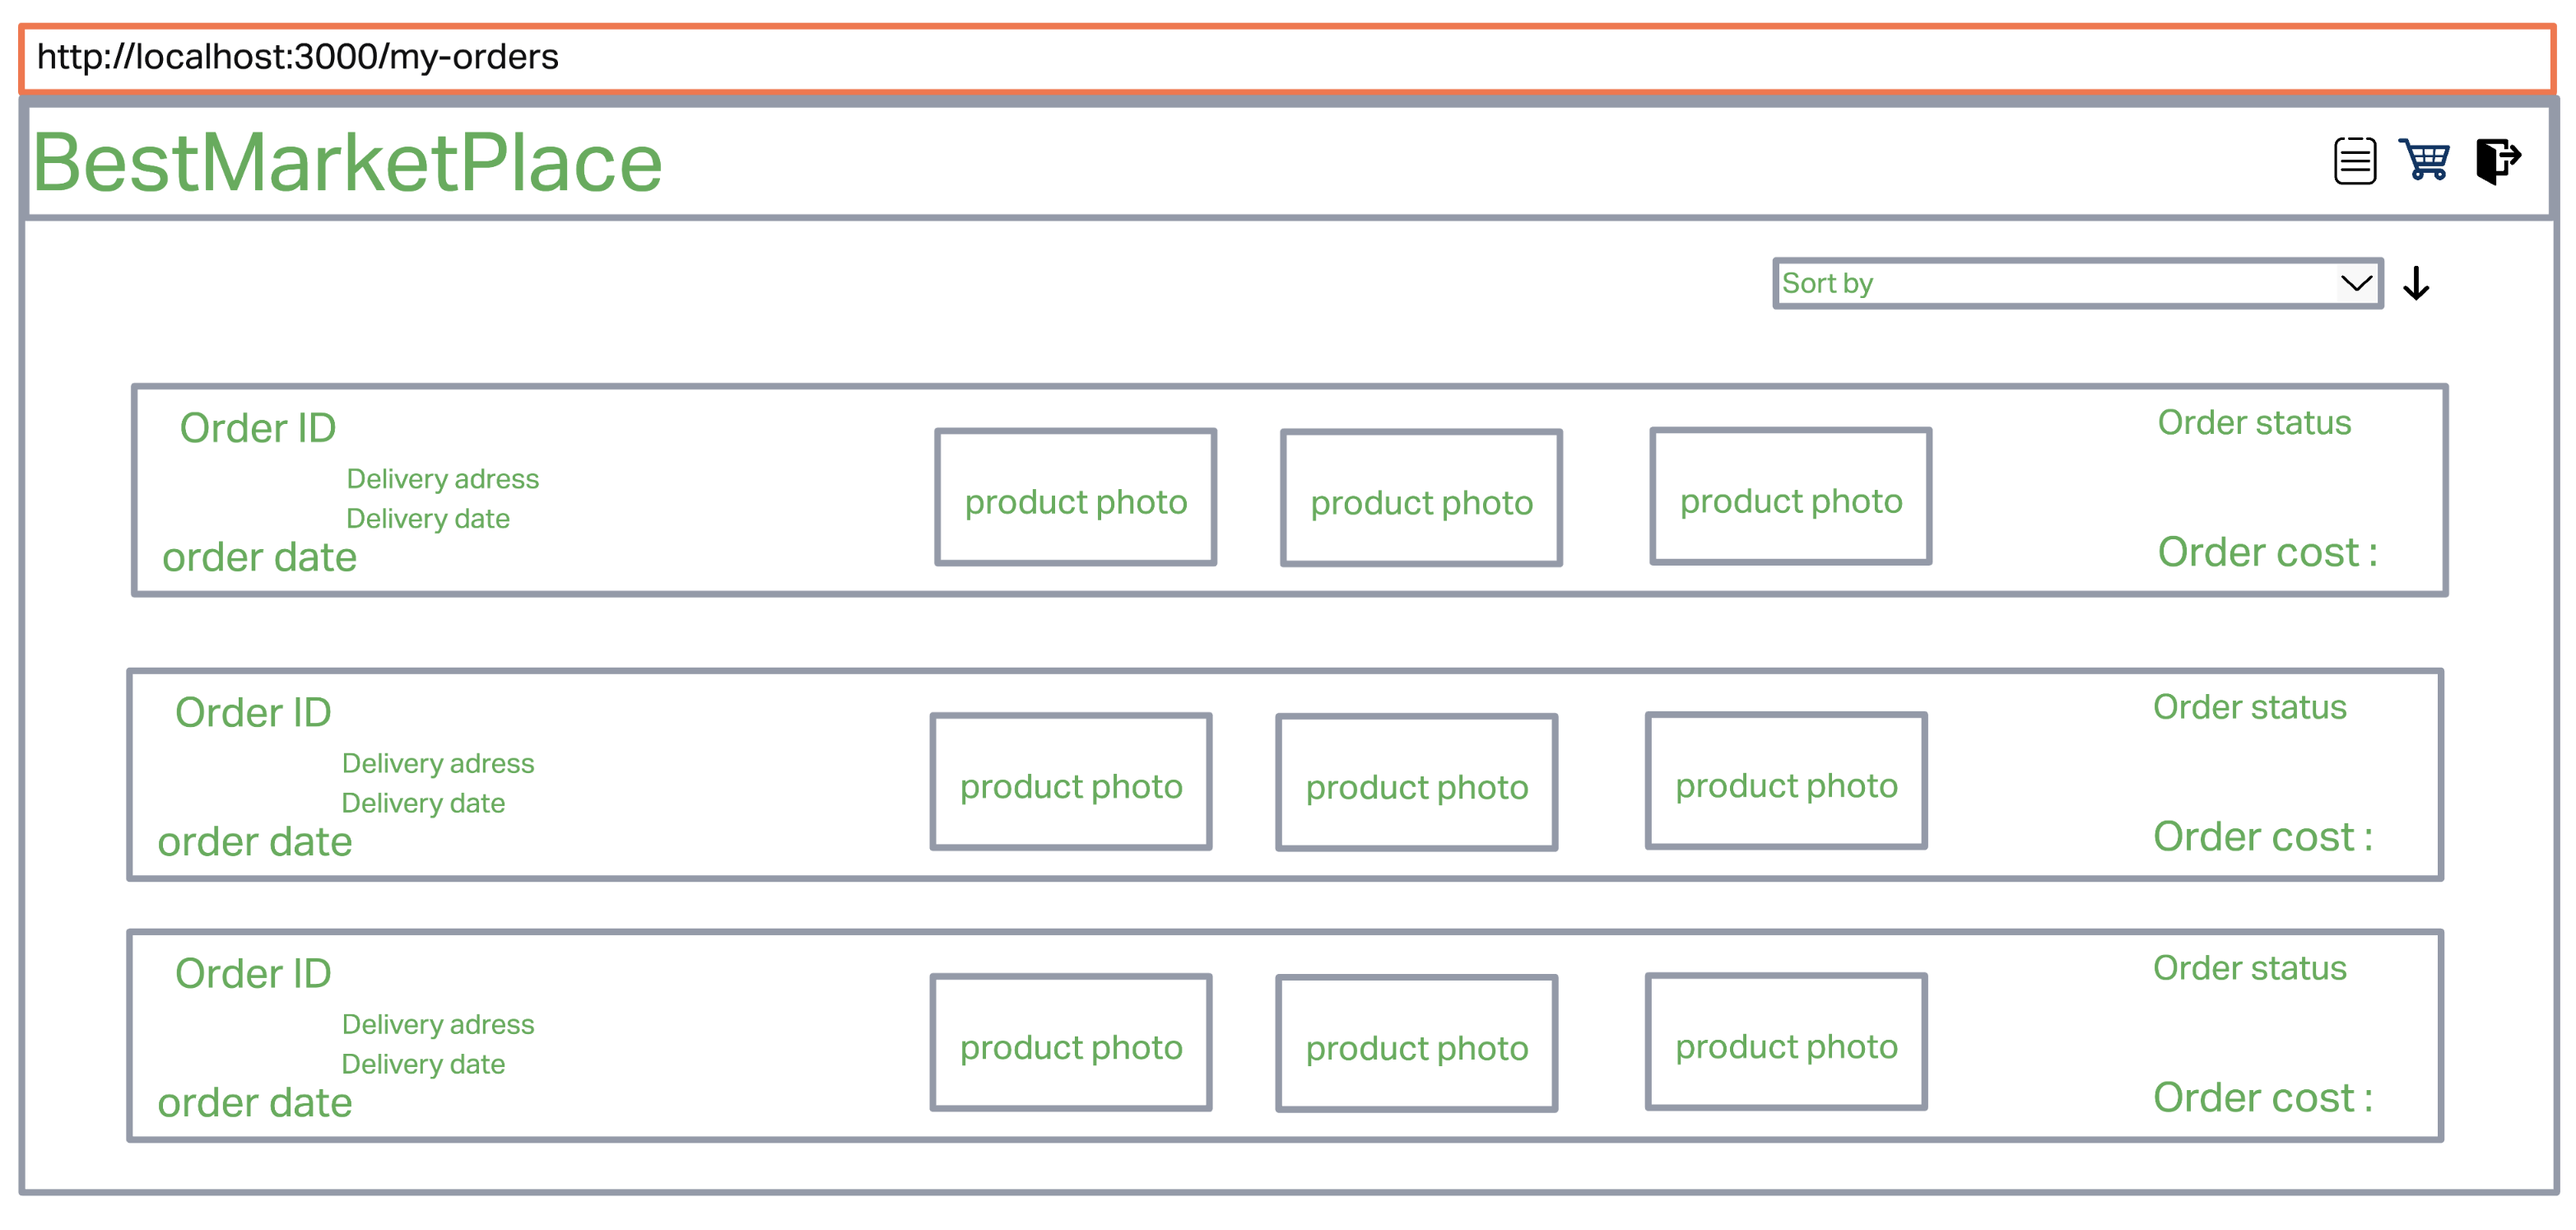 http://localhost:3000/my-orders
BestMarketPlace
Sort by
Order ID
Delivery adress
Delivery date
order date
product photo
product photo
product photo
Order status
Order cost :
Order ID
Delivery adress
Delivery date
order date
product photo
product photo
product photo
Order status
Order cost :
Order ID
Delivery adress
Delivery date
order date
product photo
product photo
product photo
Order status
Order cost :